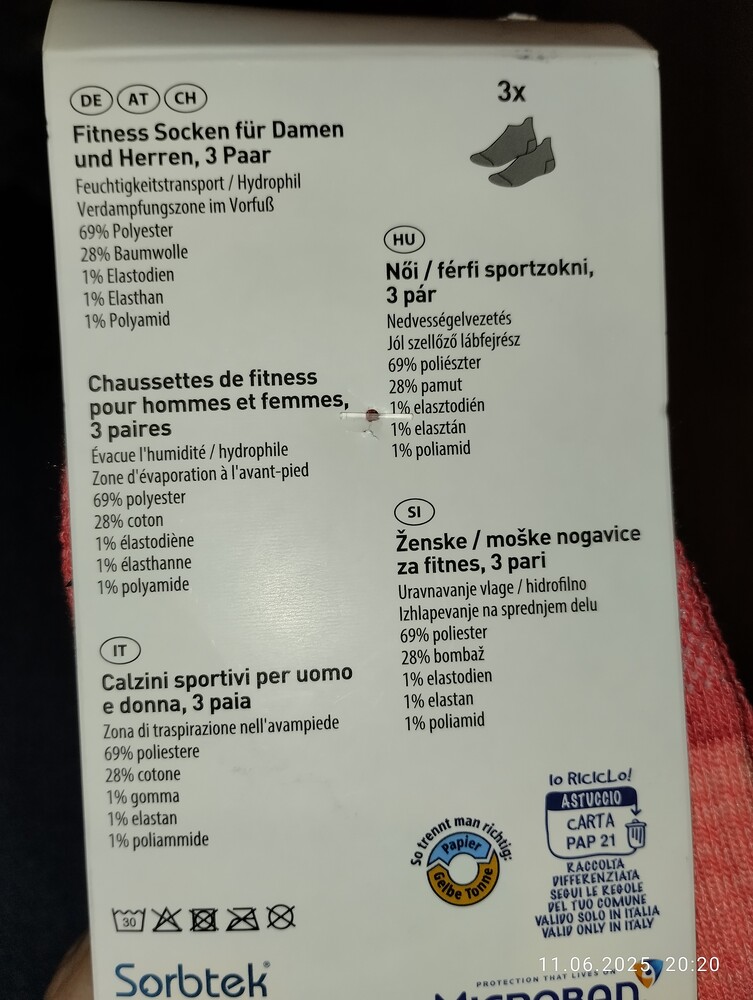 DE AT CH
Fitness Socken für Damen
und Herren, 3 Paar
Feuchtigkeitstransport / Hydrophil
Verdampfungszone im Vorfuß
69% Polyester
28% Baumwolle
1% Elastodien
1% Elasthan
1% Polyamid
Chaussettes de fitness
pour hommes et femmes,
3 paires
Évacue l'humidité / hydrophile
Zone d'évaporation à l'avant-pied
69% polyester
28% coton
1% élastodiène
1% élasthanne
1% polyamide
IT
Calzini sportivi per uomo
e donna, 3 paia
Zona di traspirazione nell'avampiede
69% poliestere
28% cotone
1% gomma
1% elastan
1% poliammide
30
Sorbtek®
3x
HU
Női / férfi sportzokni,
3 pár
Nedvességelvezetés
Jól szellőző lábfejrész
69% poliészter
28% pamut
1% elasztodién
1% elasztán
1% poliamid
SI
Ženske / moške nogavice
za fitnes, 3 pari
Uravnavanje vlage / hidrofilno
Izhlapevanje na sprednjem delu
69% poliester
28% bombaž
1% elastodien
1% elastan
1% poliamid
So trennt man richtig:
Papier
Gelbe Tonne
Io RICICLo!
ASTUCCIO
CARTA
PAP 21
RACCOLTA
DIFFERENZIATA
SEGUI LE REGOLE
DEL TUO COMUNE
VALIDO SOLO IN ITALIA
VALID ONLY IN ITALY
PROTECTION THAT LIVES ON
MICROBAN
11.06.2025 20:20